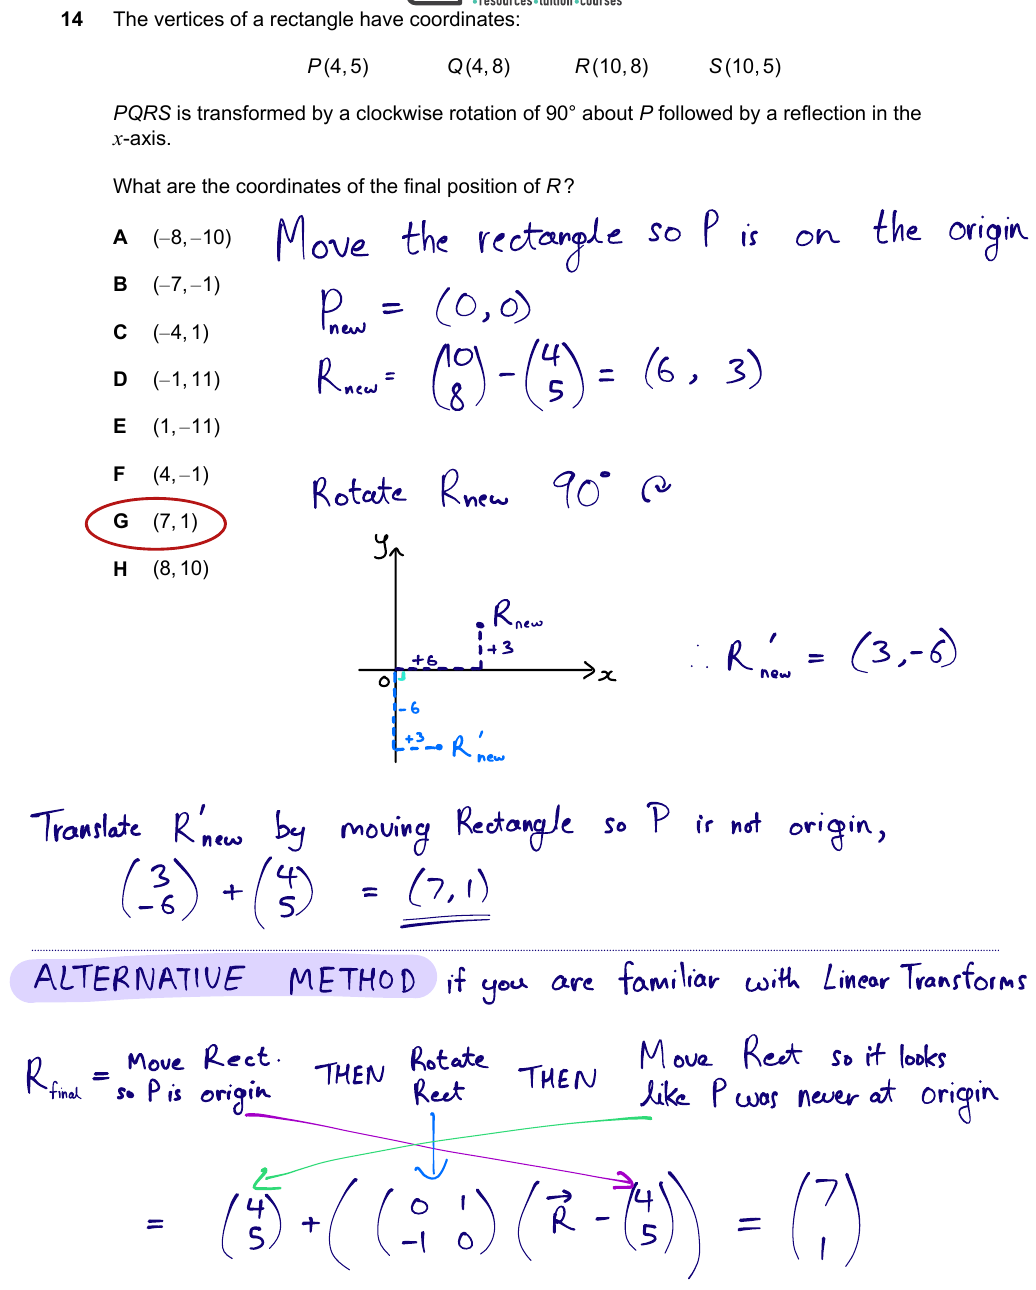 •resources•tuition•courses
14 The vertices of a rectangle have coordinates:
P(4,5) Q(4,8) R(10,8) S(10,5)
PQRS is transformed by a clockwise rotation of 90° about P followed by a reflection in the
x-axis.
What are the coordinates of the final position of R?
A (–8,–10)
B (–7,–1)
C (–4,1)
D (–1,11)
E (1,–11)
F (4,–1)
G (7,1)
H (8,10)
Move the rectangle so P is on the origin
Pnew = (0,0)
Rnew = (10 8) - (4 5) = (6, 3)
Rotate Rnew 90°
y
Rnew
+3
+6
O x
-6
+3 R'new
∴ R'new = (3,-6)
Translate R'new by moving Rectangle so P is not origin,
(3 -6) + (4 5) = (7,1)
ALTERNATIVE METHOD if you are familiar with Linear Transforms
Rfinal = Move Rect. so P is origin THEN Rotate Rect THEN Move Rect so it looks like P was never at origin
= (4 5) + ((0 1 -1 0) (R→ - (4 5))) = (7 1)